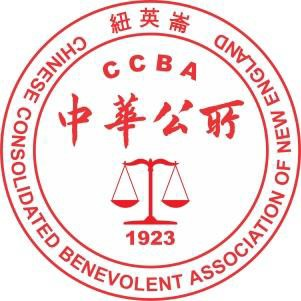 紐英崙
CHINESE CONSOLIDATED BENEVOLENT ASSOCIATION OF NEW ENGLAND
CCBA
中華公所
1923